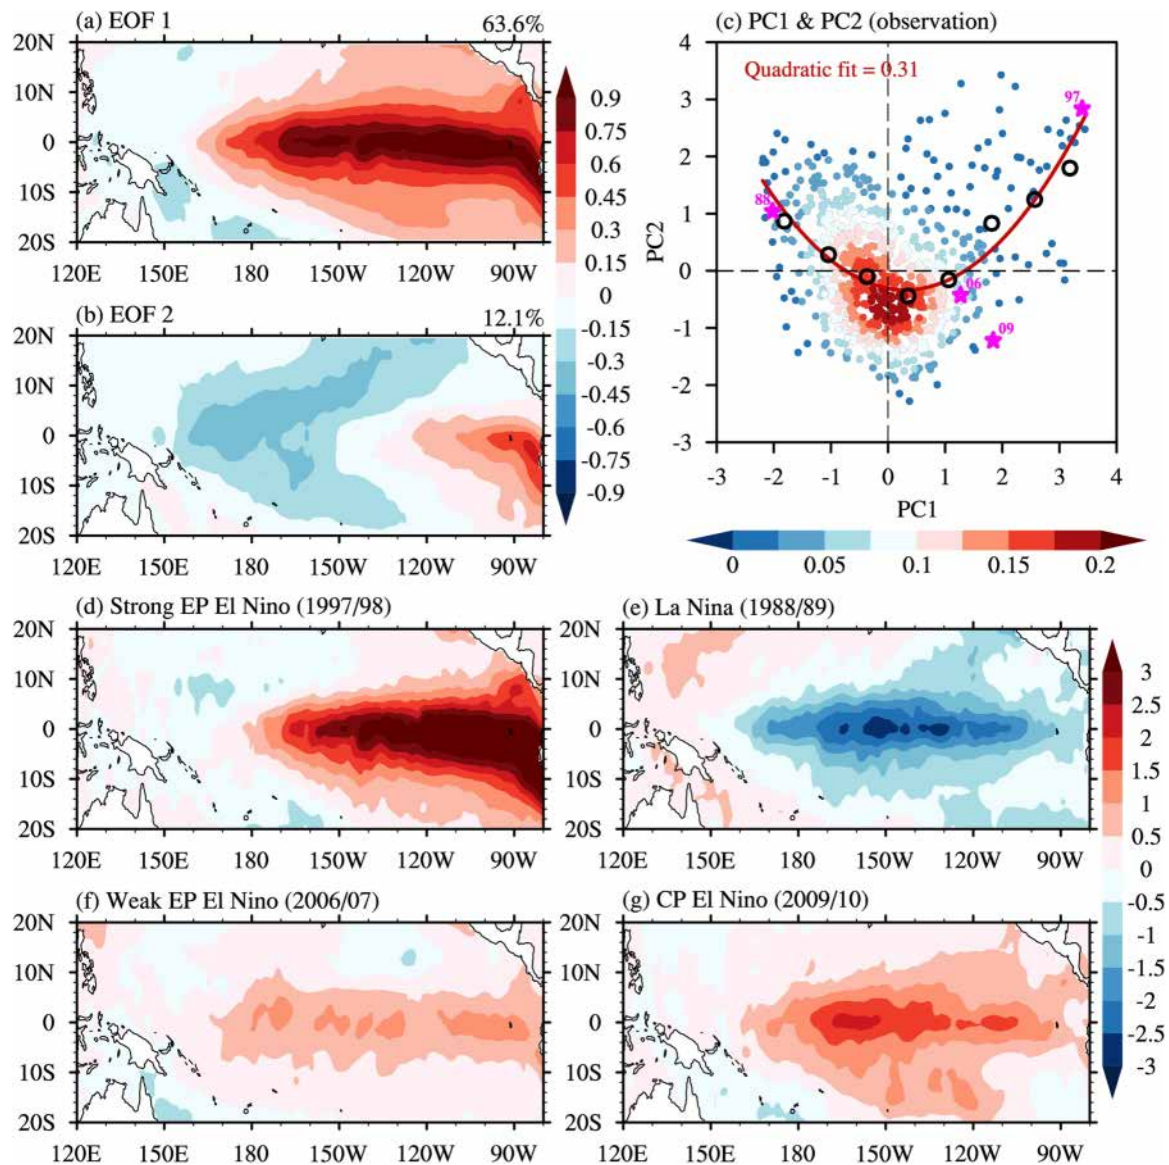 (a) EOF 1 63.6%
20N
10N
0
10S
20S
120E 150E 180 150W 120W 90W
(b) EOF 2 12.1%
20N
10N
0
10S
20S
120E 150E 180 150W 120W 90W
0.9
0.75
0.6
0.45
0.3
0.15
0
-0.15
-0.3
-0.45
-0.6
-0.75
-0.9
(c) PC1 & PC2 (observation)
Quadratic fit = 0.31
97
88
06
09
PC2
4
3
2
1
0
-1
-2
-3
-3 -2 -1 0 1 2 3 4
PC1
0 0.05 0.1 0.15 0.2
(d) Strong EP El Nino (1997/98)
20N
10N
0
10S
20S
120E 150E 180 150W 120W 90W
(e) La Nina (1988/89)
20N
10N
0
10S
20S
120E 150E 180 150W 120W 90W
(f) Weak EP El Nino (2006/07)
20N
10N
0
10S
20S
120E 150E 180 150W 120W 90W
(g) CP El Nino (2009/10)
20N
10N
0
10S
20S
120E 150E 180 150W 120W 90W
3
2.5
2
1.5
1
0.5
0
-0.5
-1
-1.5
-2
-2.5
-3